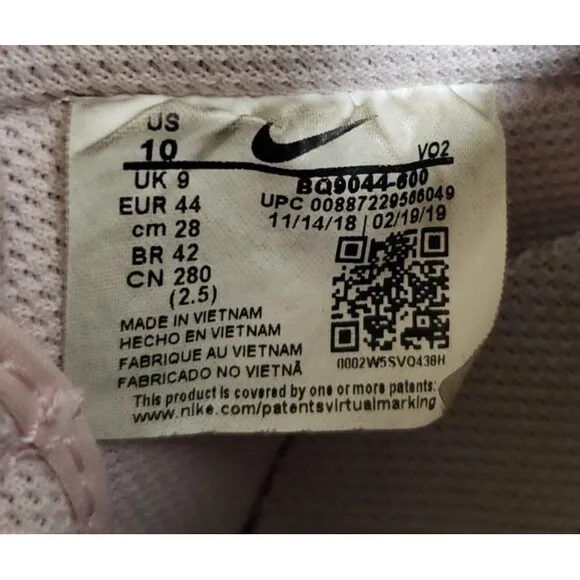 US
10
VO2
UK 9
BQ9044-600
EUR 44
UPC 00887229566049
cm 28
11/14/18 | 02/19/19
BR 42
CN 280
(2.5)
MADE IN VIETNAM
HECHO EN VIETNAM
FABRIQUE AU VIETNAM
FABRICADO NO VIETNÃ
0002W5SVO438H
This product is covered by one or more patents:
www.nike.com/patentsvirtualmarking